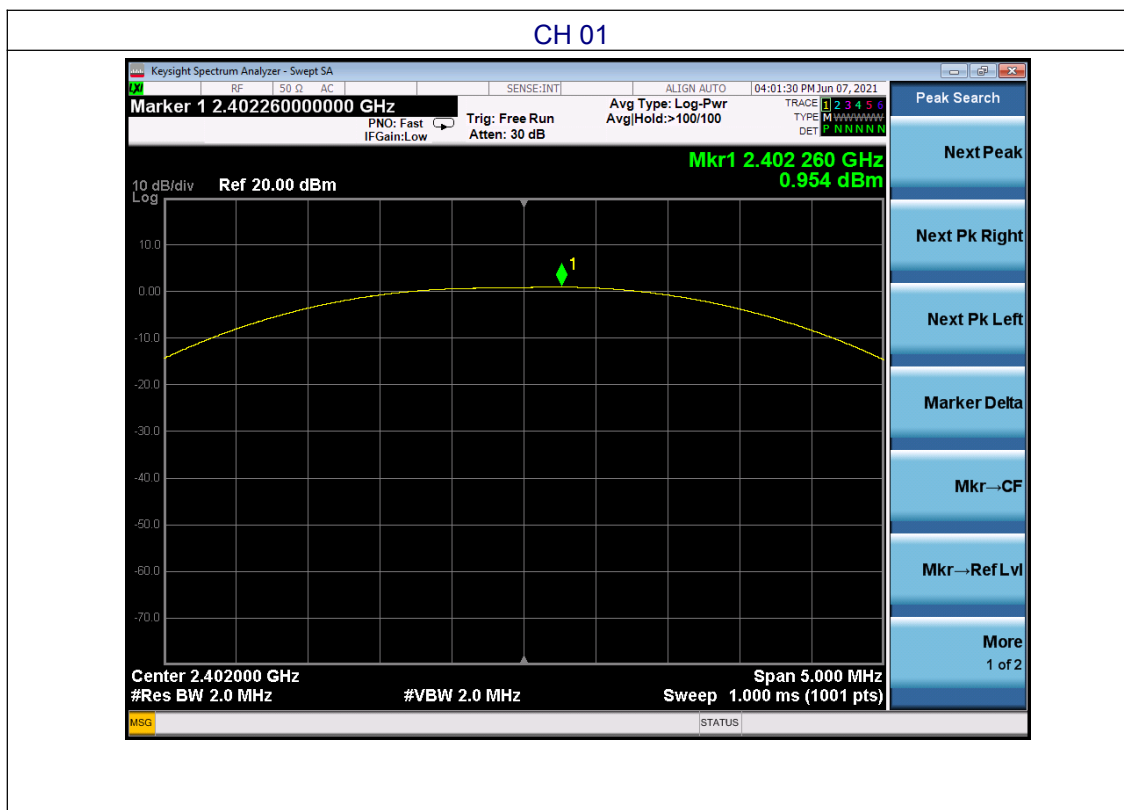 CH 01
Keysight Spectrum Analyzer - Swept SA
LXI RF 50 Ω AC SENSE:INT ALIGN AUTO 04:01:30 PM Jun 07, 2021
Marker 1 2.402260000000 GHz
PNO: Fast
IFGain:Low
Trig: Free Run
Atten: 30 dB
Avg Type: Log-Pwr
Avg|Hold:>100/100
TRACE 1 2 3 4 5 6
TYPE M WWWWW
DET P N N N N N
Mkr1 2.402 260 GHz
0.954 dBm
10 dB/div Ref 20.00 dBm
Log
10.0
0.00
-10.0
-20.0
-30.0
-40.0
-50.0
-60.0
-70.0
1
Center 2.402000 GHz Span 5.000 MHz
#Res BW 2.0 MHz #VBW 2.0 MHz Sweep 1.000 ms (1001 pts)
MSG STATUS
Peak Search
Next Peak
Next Pk Right
Next Pk Left
Marker Delta
Mkr→CF
Mkr→Ref Lvl
More
1 of 2